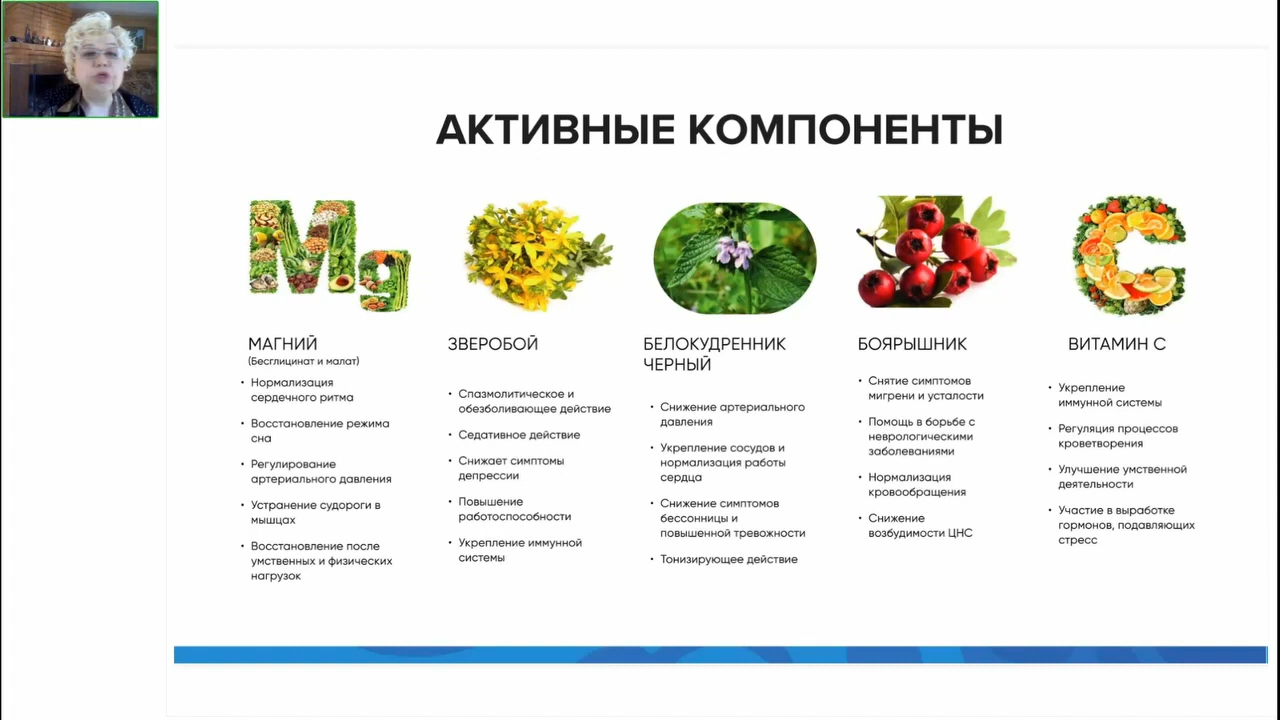 АКТИВНЫЕ КОМПОНЕНТЫ
МАГНИЙ
(Бесглицинат и малат)
• Нормализация
сердечного ритма
• Восстановление режима
сна
• Регулирование
артериального давления
• Устранение судороги в
мышцах
• Восстановление после
умственных и физических
нагрузок
ЗВЕРОБОЙ
• Спазмолитическое и
обезболивающее действие
• Седативное действие
• Снижает симптомы
депрессии
• Повышение
работоспособности
• Укрепление иммунной
системы
БЕЛОКУДРЕННИК
ЧЕРНЫЙ
• Снижение артериального
давления
• Укрепление сосудов и
нормализация работы
сердца
• Снижение симптомов
бессонницы и
повышенной тревожности
• Тонизирующее действие
БОЯРЫШНИК
• Снятие симптомов
мигрени и усталости
• Помощь в борьбе с
неврологическими
заболеваниями
• Нормализация
кровообращения
• Снижение
возбудимости ЦНС
ВИТАМИН С
• Укрепление
иммунной системы
• Регуляция процессов
кроветворения
• Улучшение умственной
деятельности
• Участие в выработке
гормонов, подавляющих
стресс